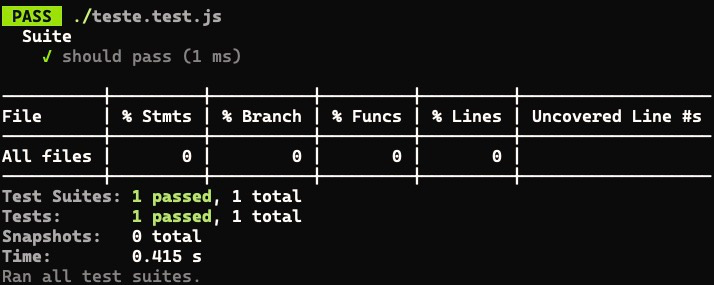 PASS ./teste.test.js
Suite
✓ should pass (1 ms)
File | % Stmts | % Branch | % Funcs | % Lines | Uncovered Line #s
All files | 0 | 0 | 0 | 0 |
Test Suites: 1 passed, 1 total
Tests: 1 passed, 1 total
Snapshots: 0 total
Time: 0.415 s
Ran all test suites.